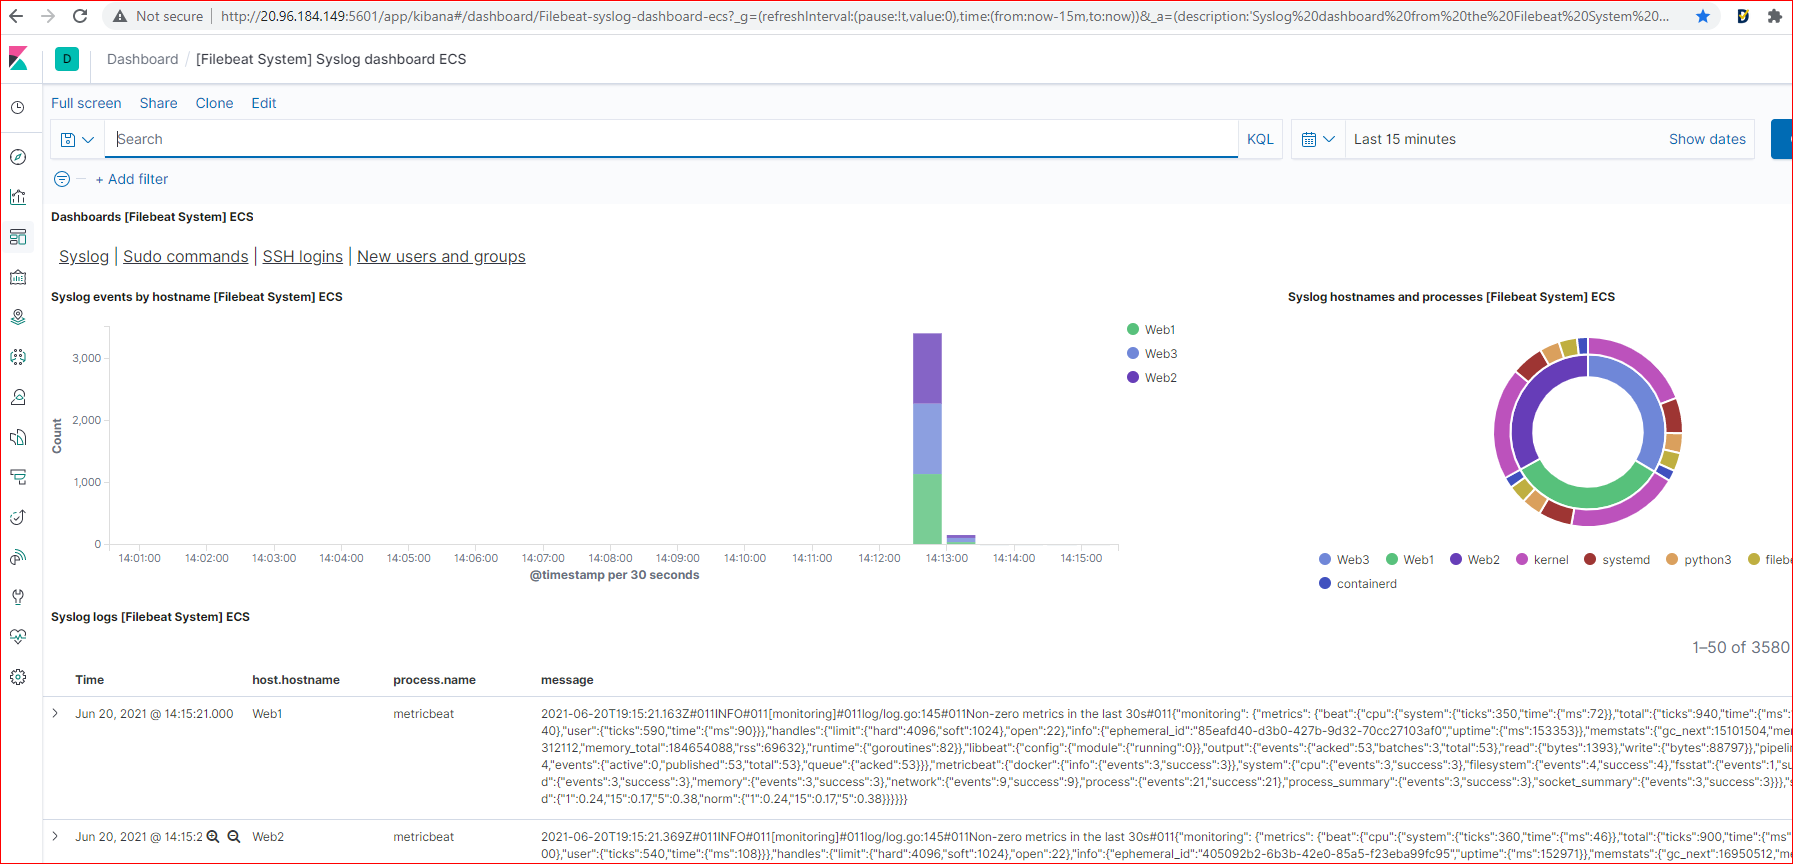 Not secure | http://20.96.184.149:5601/app/kibana#/dashboard/Filebeat-syslog-dashboard-ecs?_g=(refreshInterval:(pause:!t,value:0),time:(from:now-15m,to:now))&_a=(description:'Syslog%20dashboard%20from%20the%20Filebeat%20System%20...
D Dashboard / [Filebeat System] Syslog dashboard ECS
Full screen Share Clone Edit
Search KQL Last 15 minutes Show dates
+ Add filter
Dashboards [Filebeat System] ECS
Syslog | Sudo commands | SSH logins | New users and groups
Syslog events by hostname [Filebeat System] ECS
Count
3,000
2,000
1,000
0
14:01:00 14:02:00 14:03:00 14:04:00 14:05:00 14:06:00 14:07:00 14:08:00 14:09:00 14:10:00 14:11:00 14:12:00 14:13:00 14:14:00 14:15:00
@timestamp per 30 seconds
Web1
Web3
Web2
Syslog hostnames and processes [Filebeat System] ECS
Web3 Web1 Web2 kernel systemd python3 filebe
containerd
Syslog logs [Filebeat System] ECS
1–50 of 3580
Time host.hostname process.name message
Jun 20, 2021 @ 14:15:21.000 Web1 metricbeat 2021-06-20T19:15:21.163Z#011INFO#011[monitoring]#011log/log.go:145#011Non-zero metrics in the last 30s#011{"monitoring": {"metrics": {"beat":{"cpu":{"system":{"ticks":350,"time":{"ms":72}},"total":{"ticks":940,"time":{"ms":
40},"user":{"ticks":590,"time":{"ms":90}}},"handles":{"limit":{"hard":4096,"soft":1024},"open":22},"info":{"ephemeral_id":"85eafd40-d3b0-427b-9d32-70cc27103af0","uptime":{"ms":153353}},"memstats":{"gc_next":15101504,"mem
312112,"memory_total":184654088,"rss":69632},"runtime":{"goroutines":82}},"libbeat":{"config":{"module":{"running":0}},"output":{"events":{"acked":53,"batches":3,"total":53},"read":{"bytes":1393},"write":{"bytes":88797}},"pipelin
4,"events":{"active":0,"published":53,"total":53},"queue":{"acked":53}}},"metricbeat":{"docker":{"info":{"events":3,"success":3}},"system":{"cpu":{"events":3,"success":3},"filesystem":{"events":4,"success":4},"fsstat":{"events":1,"su
d":{"events":3,"success":3},"memory":{"events":3,"success":3},"network":{"events":9,"success":9},"process":{"events":21,"success":21},"process_summary":{"events":3,"success":3},"socket_summary":{"events":3,"success":3}}},"s
d":{"1":0.24,"15":0.17,"5":0.38,"norm":{"1":0.24,"15":0.17,"5":0.38}}}}}}
Jun 20, 2021 @ 14:15:2 Web2 metricbeat 2021-06-20T19:15:21.369Z#011INFO#011[monitoring]#011log/log.go:145#011Non-zero metrics in the last 30s#011{"monitoring": {"metrics": {"beat":{"cpu":{"system":{"ticks":360,"time":{"ms":46}},"total":{"ticks":900,"time":{"ms":
00},"user":{"ticks":540,"time":{"ms":108}}},"handles":{"limit":{"hard":4096,"soft":1024},"open":22},"info":{"ephemeral_id":"405092b2-6b3b-42e0-85a5-f23eba99fc95","uptime":{"ms":152971}},"memstats":{"gc_next":16950512,"me